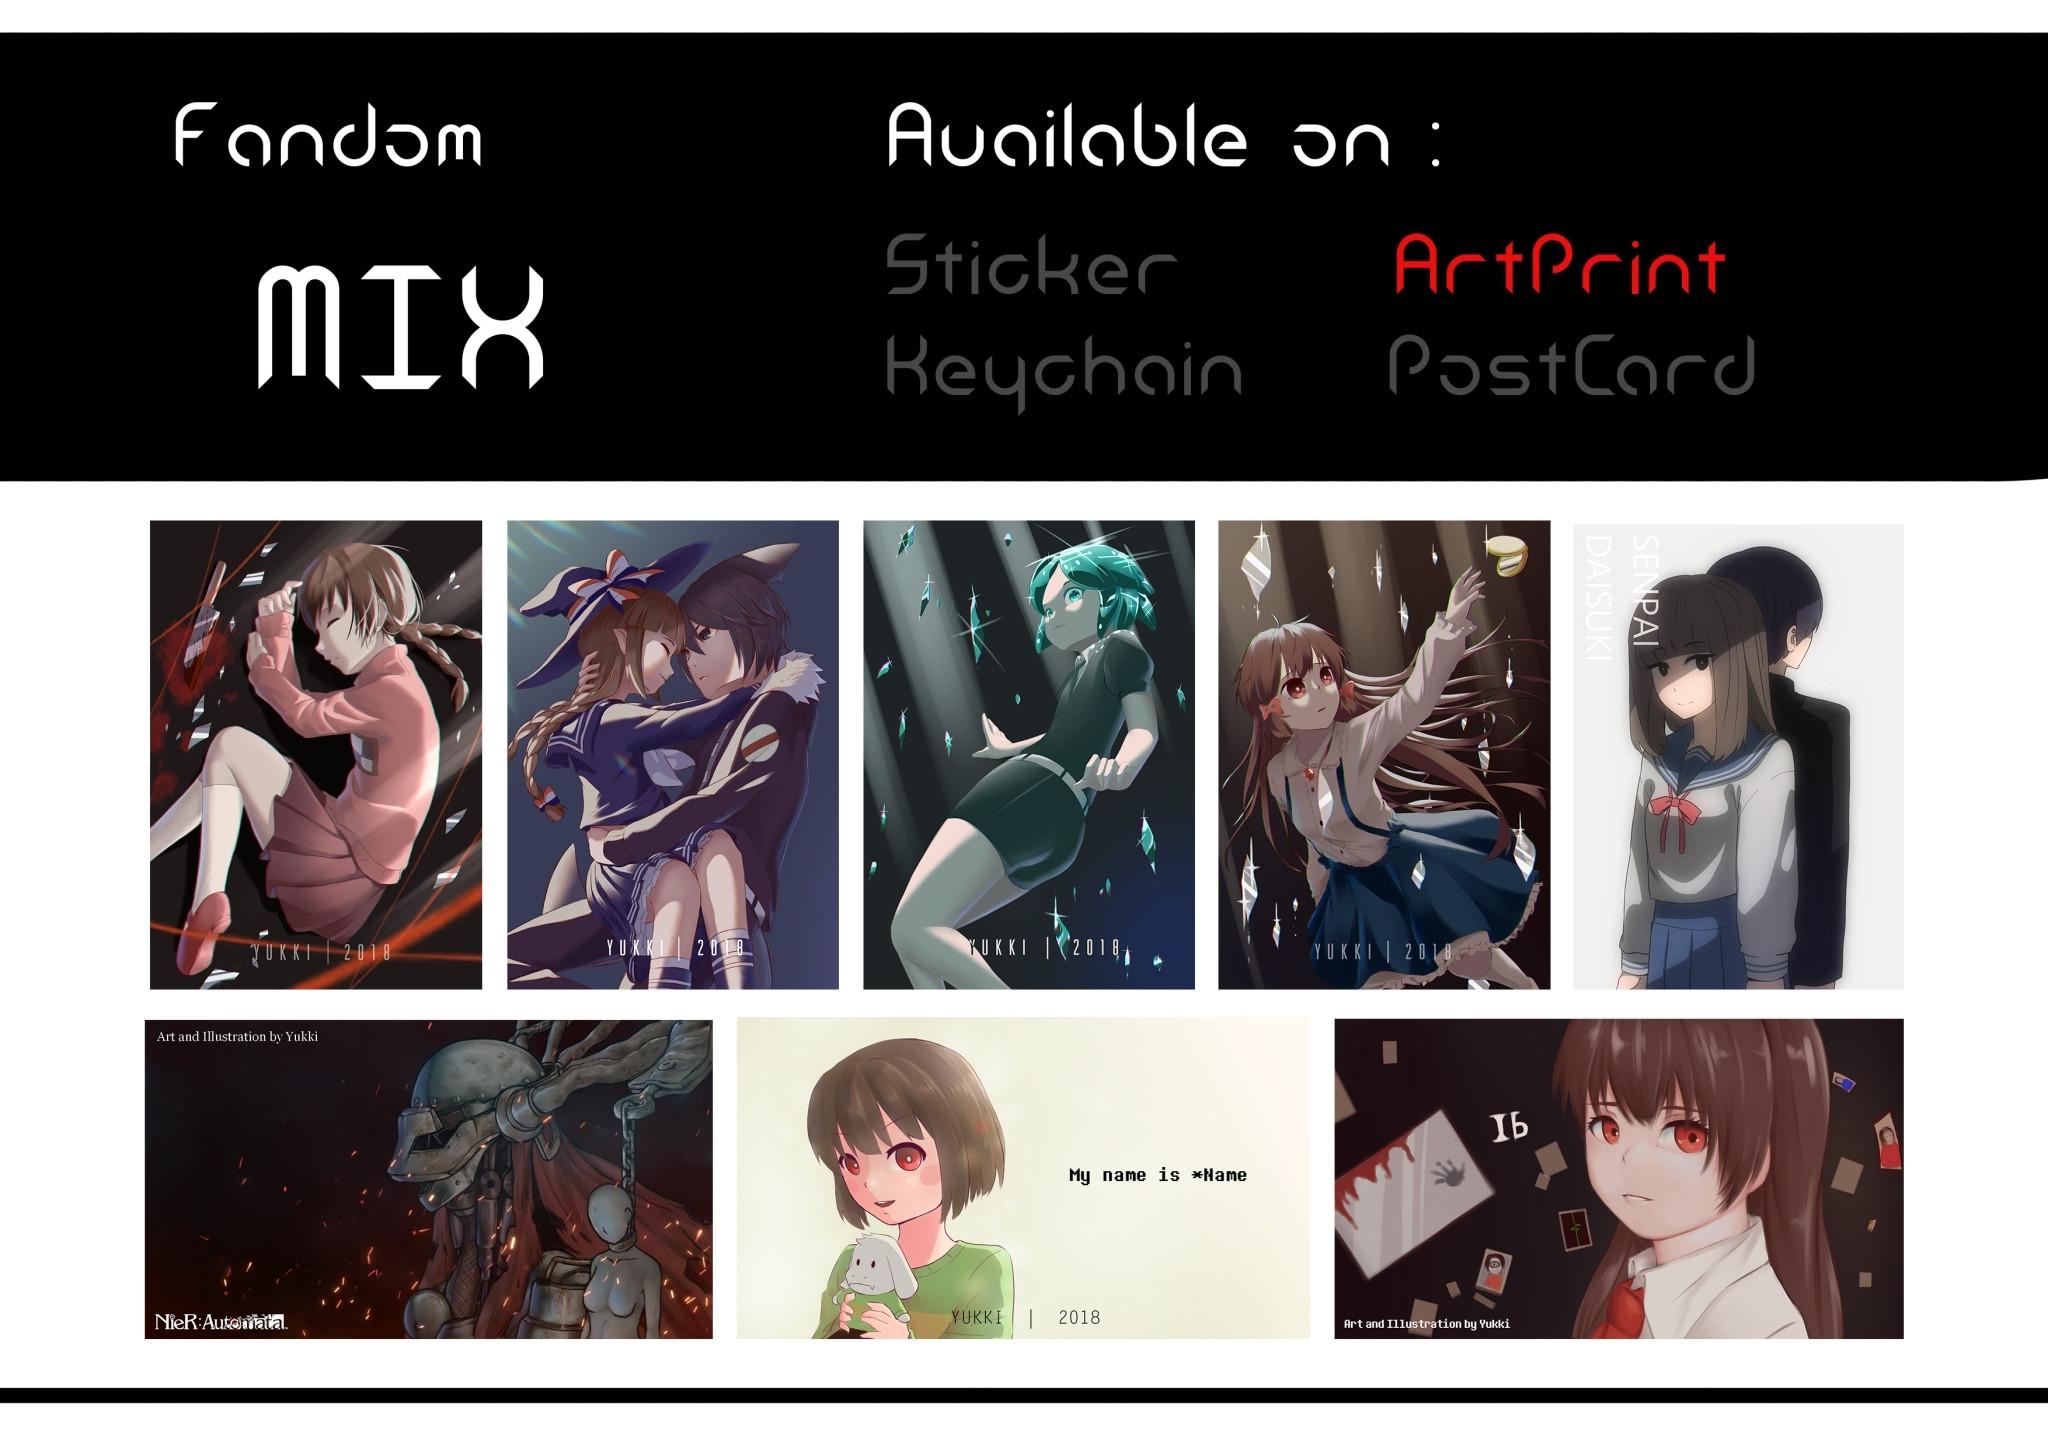 Fandom
MIX
Available on :
Sticker
ArtPrint
Keychain
PostCard
YUKKI | 2018
YUKKI | 2018
YUKKI | 2018
YUKKI | 2018
SENPAI
DAISUKI
Art and Illustration by Yukki
NieR:Automata
My name is *Name
YUKKI | 2018
Ib
Art and Illustration by Yukki